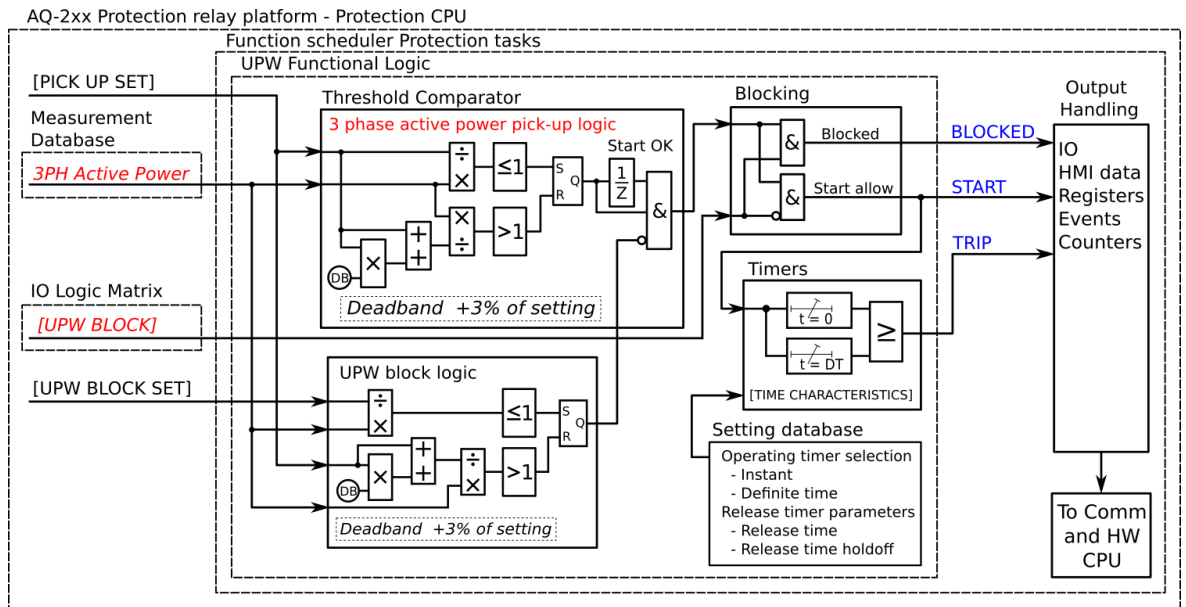 AQ-2xx Protection relay platform - Protection CPU
Function scheduler Protection tasks
UPW Functional Logic
[PICK UP SET]
Measurement
Database
3PH Active Power
IO Logic Matrix
[UPW BLOCK]
[UPW BLOCK SET]
Threshold Comparator
3 phase active power pick-up logic
Start OK
÷
×
≤1
S
R
Q
1
Z
&
×
÷
>1
+
+
×
DB
Deadband +3% of setting
UPW block logic
÷
×
≤1
S
R
Q
+
+
÷
×
>1
×
DB
Deadband +3% of setting
Blocking
&
Blocked
&
Start allow
BLOCKED
START
TRIP
Timers
t = 0
t = DT
≥
[TIME CHARACTERISTICS]
Setting database
Operating timer selection
- Instant
- Definite time
Release timer parameters
- Release time
- Release time holdoff
Output
Handling
IO
HMI data
Registers
Events
Counters
To Comm
and HW
CPU